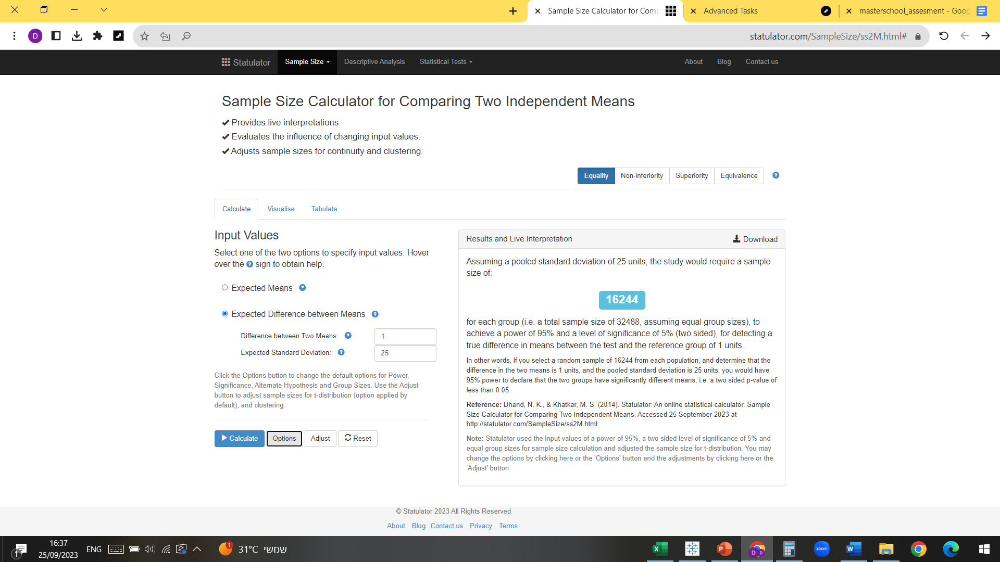 Sample Size Calculator for Comp
Advanced Tasks
masterschool_assesment - Goog
D
statulator.com/SampleSize/ss2M.html#
Statulator
Sample Size
Descriptive Analysis
Statistical Tests
About
Blog
Contact us
Sample Size Calculator for Comparing Two Independent Means
Provides live interpretations.
Evaluates the influence of changing input values.
Adjusts sample sizes for continuity and clustering.
Equality
Non-inferiority
Superiority
Equivalence
?
Calculate
Visualise
Tabulate
Input Values
Select one of the two options to specify input values. Hover
over the ? sign to obtain help.
Expected Means ?
Expected Difference between Means ?
Difference between Two Means: ? 1
Expected Standard Deviation: ? 25
Click the Options button to change the default options for Power,
Significance, Alternate Hypothesis and Group Sizes. Use the Adjust
button to adjust sample sizes for t-distribution (option applied by
default), and clustering.
Calculate
Options
Adjust
Reset
Results and Live Interpretation
Download
Assuming a pooled standard deviation of 25 units, the study would require a sample
size of:
16244
for each group (i.e. a total sample size of 32488, assuming equal group sizes), to
achieve a power of 95% and a level of significance of 5% (two sided), for detecting a
true difference in means between the test and the reference group of 1 units.
In other words, if you select a random sample of 16244 from each population, and determine that the
difference in the two means is 1 units, and the pooled standard deviation is 25 units, you would have
95% power to declare that the two groups have significantly different means, i.e. a two sided p-value of
less than 0.05.
Reference: Dhand, N. K., & Khatkar, M. S. (2014). Statulator: An online statistical calculator. Sample
Size Calculator for Comparing Two Independent Means. Accessed 25 September 2023 at
http://statulator.com/SampleSize/ss2M.html
Note: Statulator used the input values of a power of 95%, a two sided level of significance of 5% and
equal group sizes for sample size calculation and adjusted the sample size for t-distribution. You may
change the options by clicking here or the 'Options' button and the adjustments by clicking here or the
'Adjust' button.
© Statulator 2023 All Rights Reserved
About Blog Contact us Privacy Terms
1
16:37
25/09/2023
ENG
1
31°C שמשי
X
P
D D
zoom
W